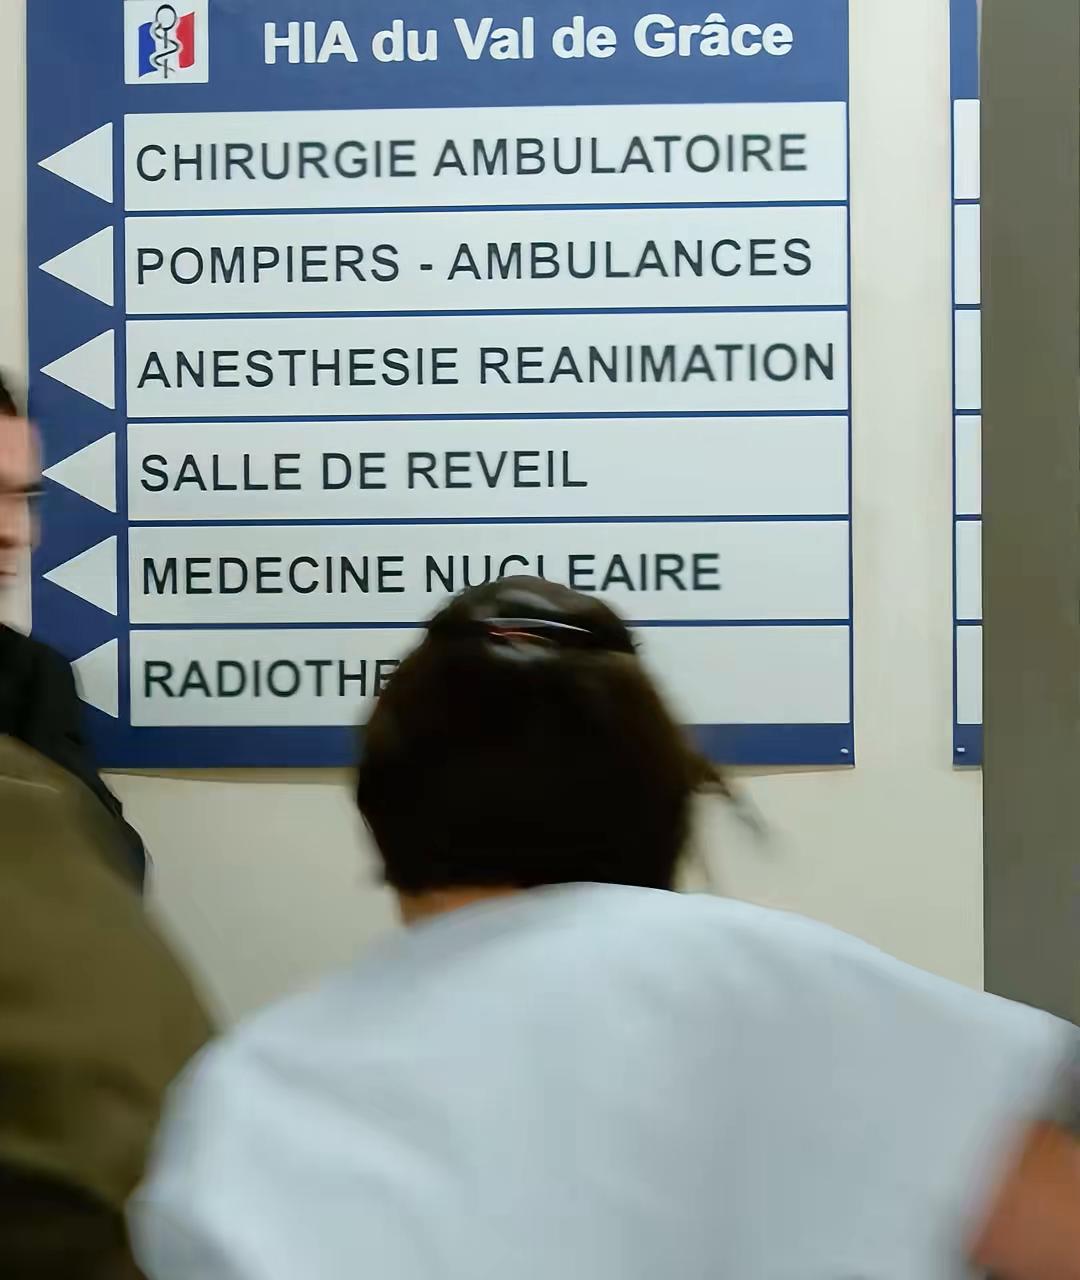 HIA du Val de Grâce
CHIRURGIE AMBULATOIRE
POMPIERS - AMBULANCES
ANESTHESIE REANIMATION
SALLE DE REVEIL
MEDECINE NUCLEAIRE